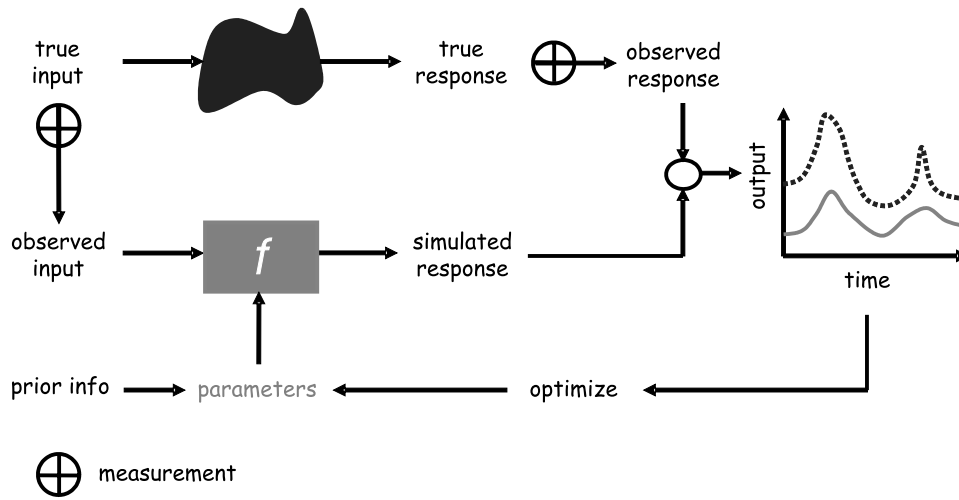 true
input
true
response
observed
response
output
time
observed
input
f
simulated
response
prior info
parameters
optimize
measurement